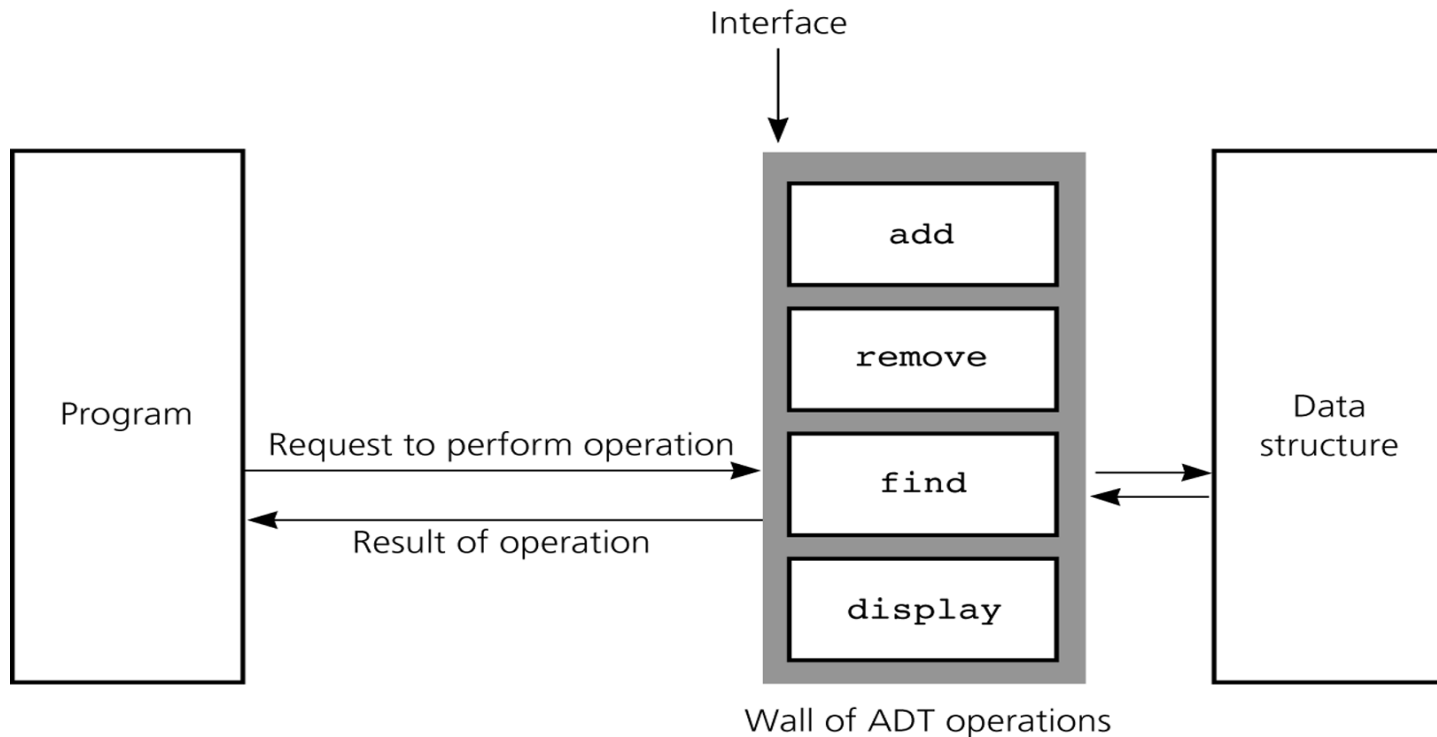 Interface
Program
Request to perform operation
Result of operation
add
remove
find
display
Data
structure
Wall of ADT operations